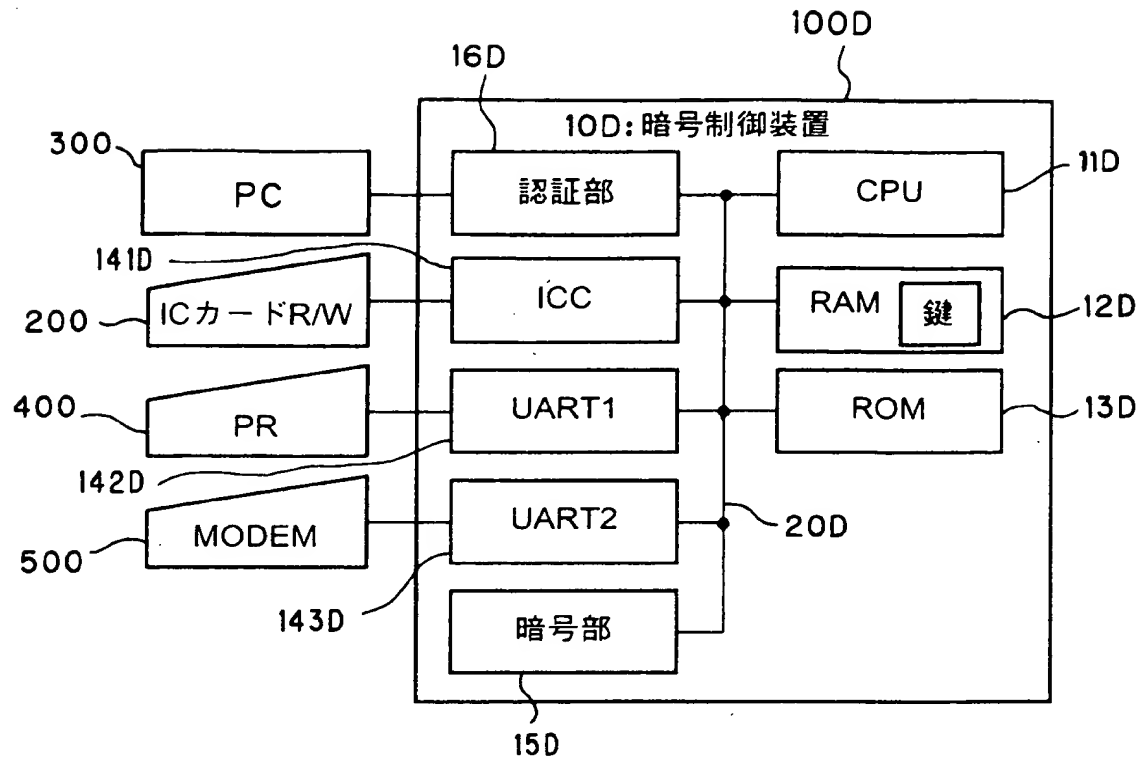 100D
16D
10D:暗号制御装置
300
PC
認証部
CPU
11D
141D
200
ICカードR/W
ICC
RAM
鍵
12D
400
PR
UART1
ROM
13D
142D
500
MODEM
UART2
20D
143D
暗号部
15D